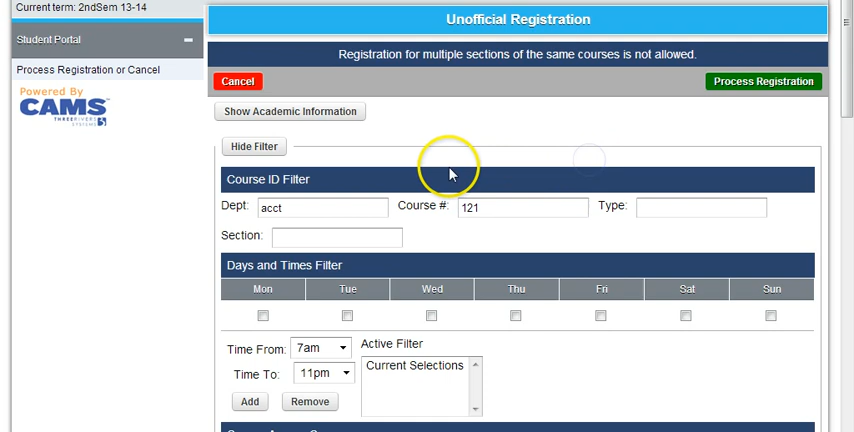 Current term: 2ndSem 13-14
Unofficial Registration
Student Portal
Registration for multiple sections of the same courses is not allowed.
Process Registration or Cancel
Cancel
Process Registration
Powered By
CAMS
THREE RIVERS
SYSTEMS
Show Academic Information
Hide Filter
Course ID Filter
Dept: acct Course #: 121 Type:
Section:
Days and Times Filter
Mon Tue Wed Thu Fri Sat Sun
Time From: 7am Active Filter
Time To: 11pm Current Selections
Add Remove